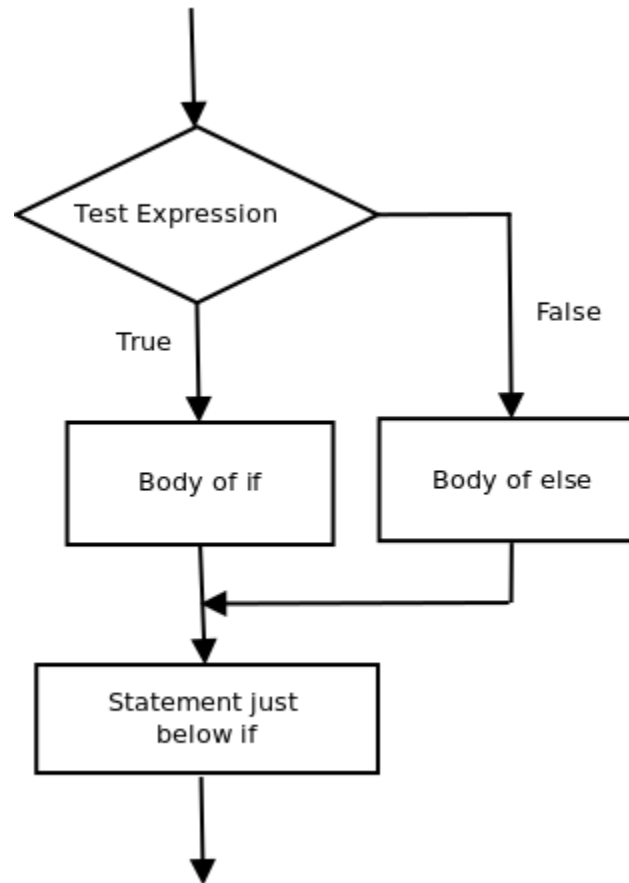 Test Expression
False
True
Body of if
Body of else
Statement just
below if